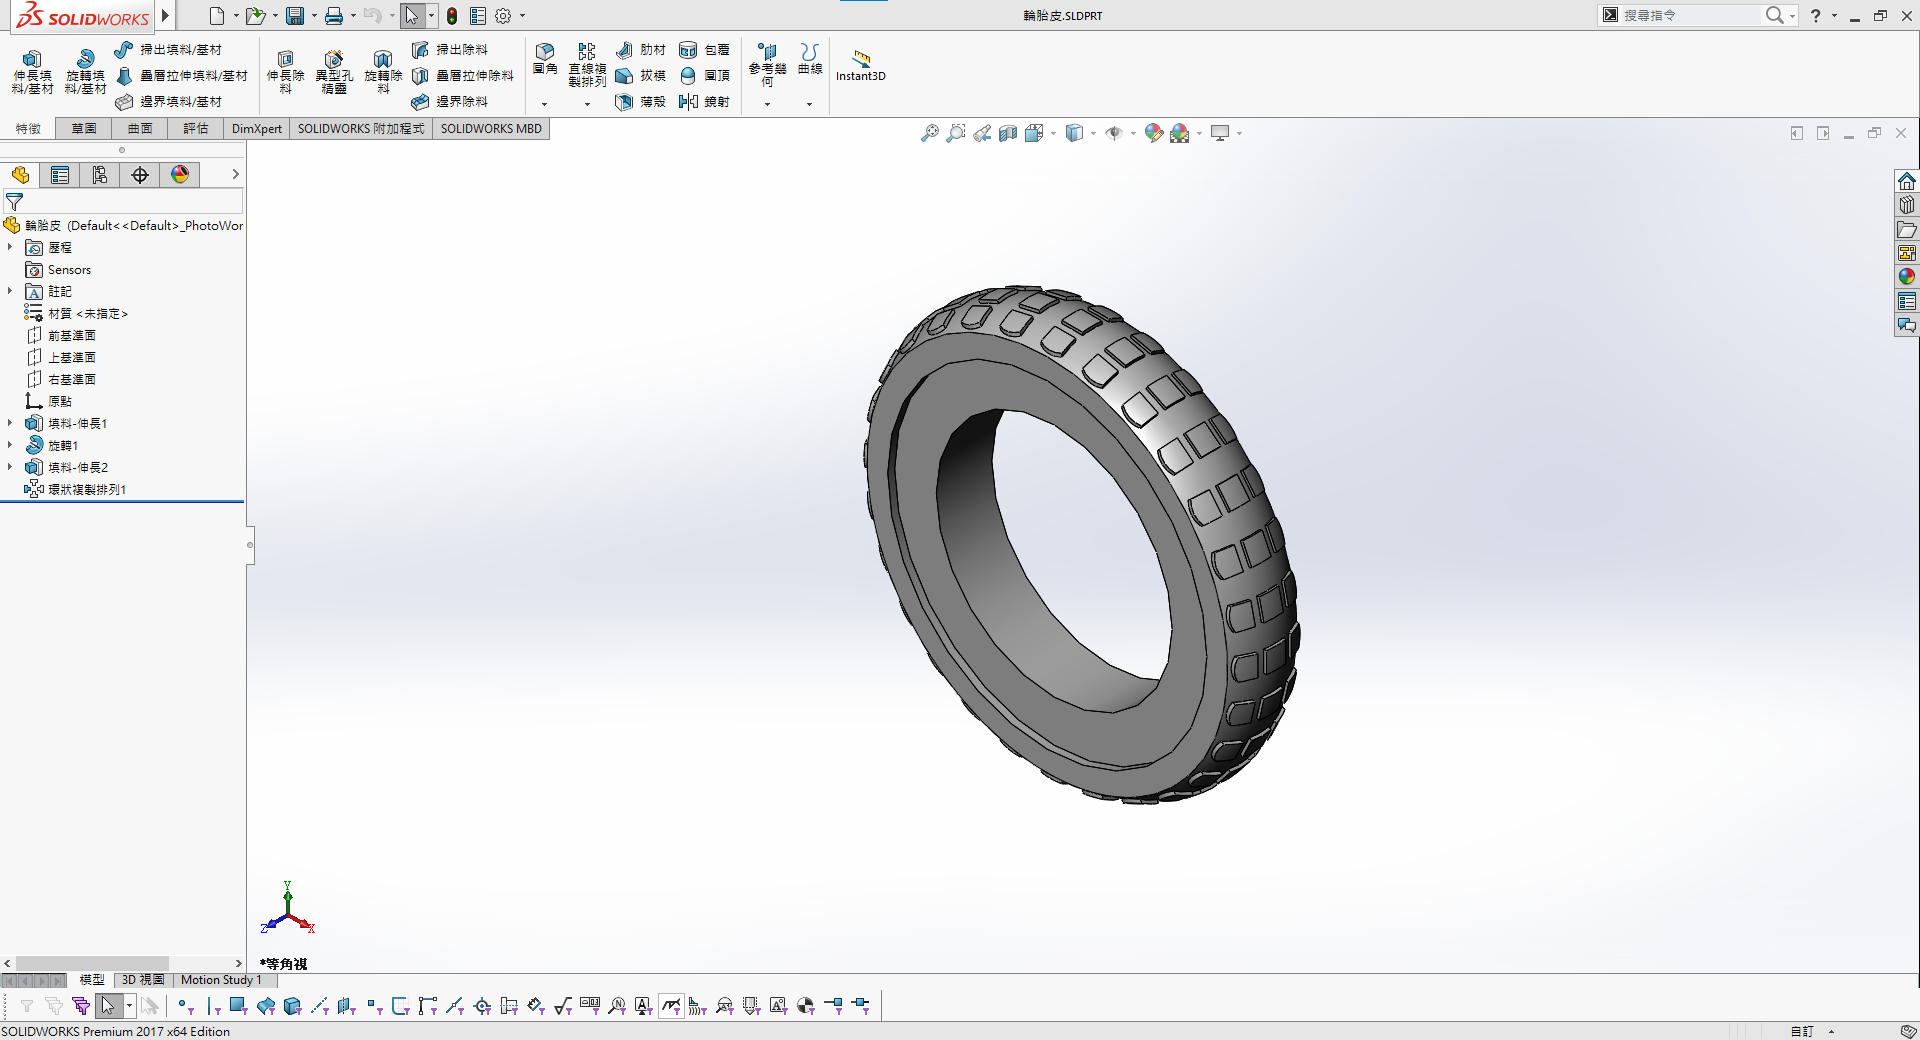 SOLIDWORKS
輪胎皮.SLDPRT
搜尋指令
伸長填料/基材
旋轉填料/基材
掃出填料/基材
疊層拉伸填料/基材
邊界填料/基材
伸長除料
異型孔精靈
旋轉除料
掃出除料
疊層拉伸除料
邊界除料
圓角
直線複製排列
肋材
拔模
薄殼
包覆
圓頂
鏡射
參考幾何
曲線
Instant3D
特徵
草圖
曲面
評估
DimXpert
SOLIDWORKS 附加程式
SOLIDWORKS MBD
輪胎皮 (Default<<Default>_PhotoWor
歷程
Sensors
註記
材質 <未指定>
前基準面
上基準面
右基準面
原點
填料-伸長1
旋轉1
填料-伸長2
環狀複製排列1
Y
Z
X
*等角視
模型
3D 視圖
Motion Study 1
SOLIDWORKS Premium 2017 x64 Edition
自訂